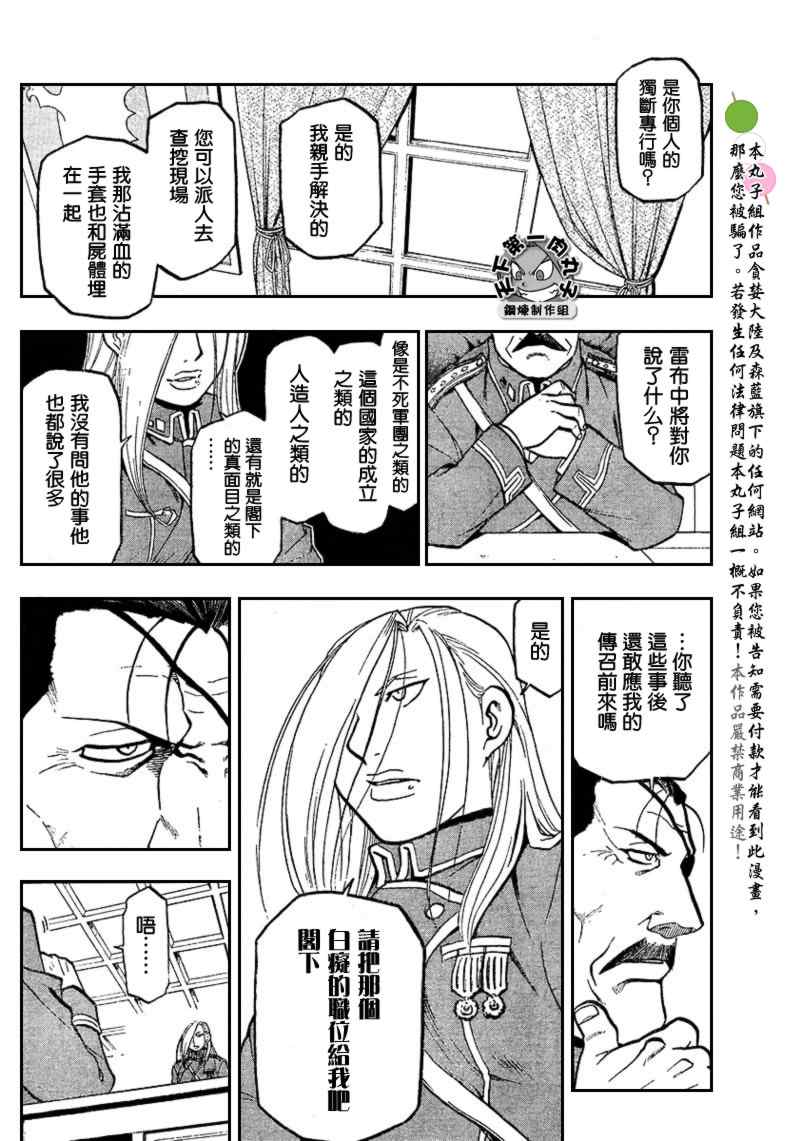 是你個人的
獨斷專行嗎?
是的
我親手解決的
您可以派人去
查挖現場
我那沾滿血的
手套也和屍體埋
在一起
天下第一肉丸子
鋼煉制作組
雷布中將對你
說了什么?
像是不死軍團之類的
這個國家的成立
之類的
人造人之類的
還有就是閣下
的真面目之類的
……
我沒有問他的事他
也都說了很多
…你聽了
這些事後
還敢應我的
傳召前來嗎
是的
請把那個
白癡的職位給我吧
閣下
唔……
本丸子組作品貪婪大陸及森藍旗下的任何網站。如果您被告知需要付款才能看到此漫畫，
那麼您被騙了。若發生任何法律問題本丸子組一概不負責！本作品嚴禁商業用途！